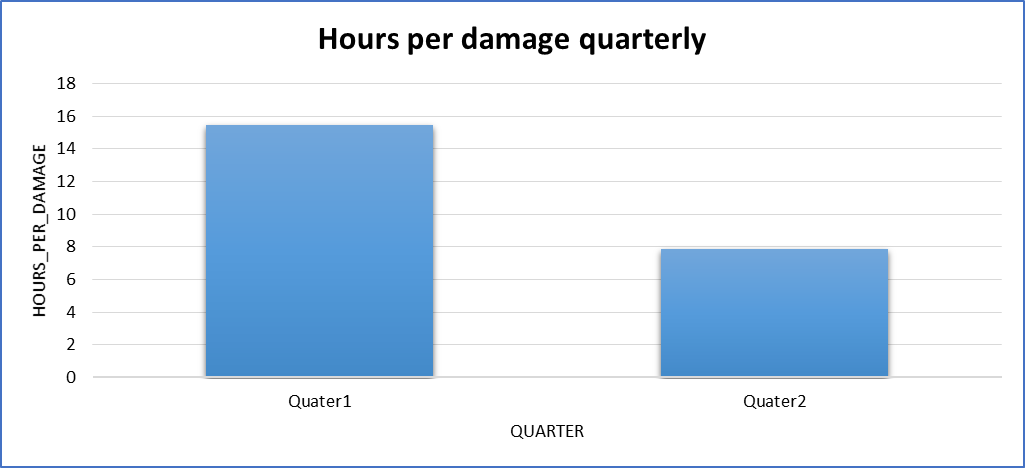 Hours per damage quarterly
18
16
14
12
10
8
6
4
2
0
HOURS_PER_DAMAGE
Quater1 Quater2
QUARTER